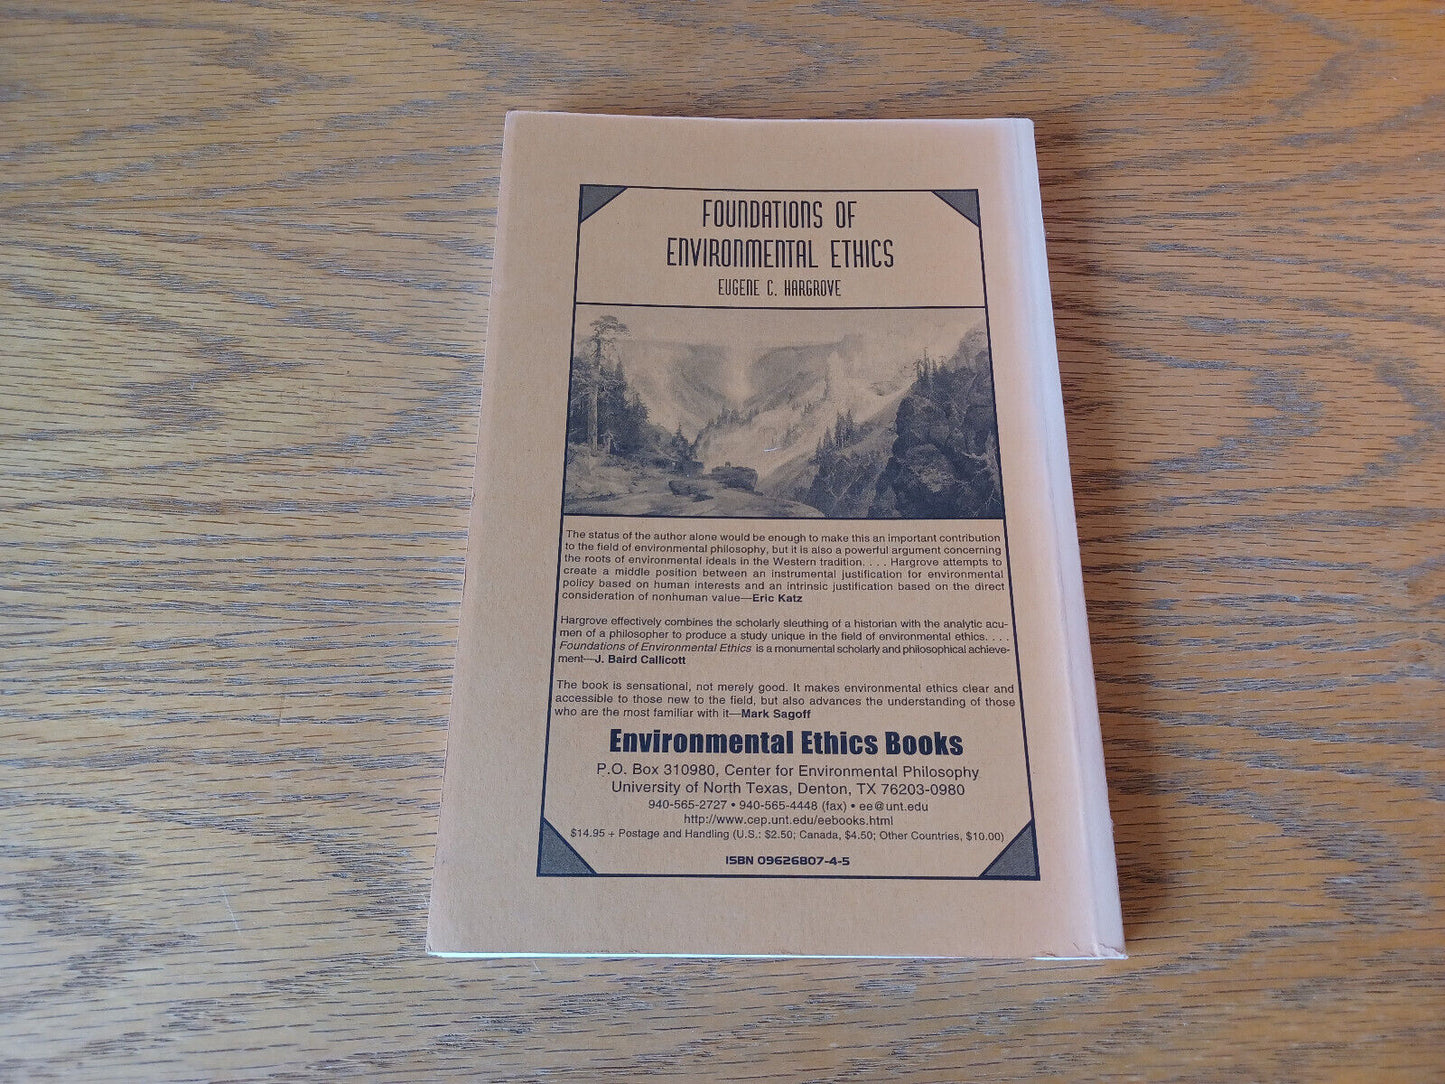 FOUNDATIONS OF
ENVIRONMENTAL ETHICS
EUGENE C. HARGROVE
The status of the author alone would be enough to make this an important contribution
to the field of environmental philosophy, but it is also a powerful argument concerning
the roots of environmental ideals in the Western tradition. . . . Hargrove attempts to
create a middle position between an instrumental justification for environmental
policy based on human interests and an intrinsic justification based on the direct
consideration of nonhuman value—Eric Katz
Hargrove effectively combines the scholarly sleuthing of a historian with the analytic acu-
men of a philosopher to produce a study unique in the field of environmental ethics. . . .
Foundations of Environmental Ethics is a monumental scholarly and philosophical achieve-
ment—J. Baird Callicott
The book is sensational, not merely good. It makes environmental ethics clear and
accessible to those new to the field, but also advances the understanding of those
who are the most familiar with it—Mark Sagoff
Environmental Ethics Books
P.O. Box 310980, Center for Environmental Philosophy
University of North Texas, Denton, TX 76203-0980
940-565-2727 • 940-565-4448 (fax) • ee@unt.edu
http://www.cep.unt.edu/eebooks.html
$14.95 + Postage and Handling (U.S.: $2.50; Canada, $4.50; Other Countries, $10.00)
ISBN 09626807-4-5